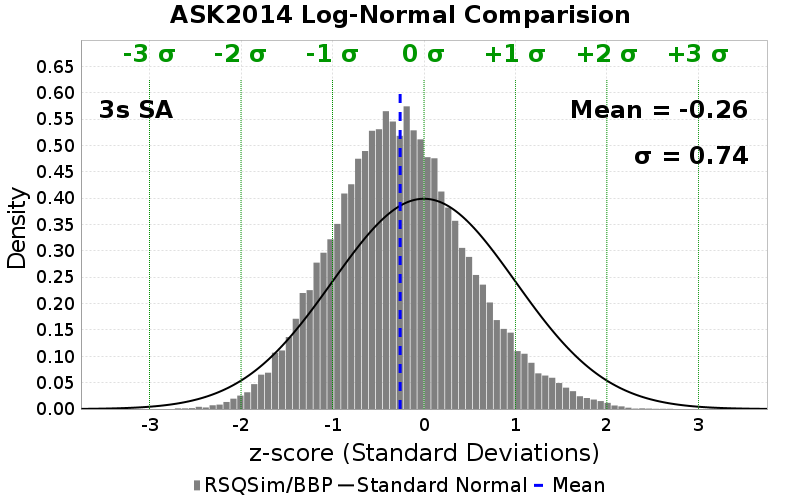 ASK2014 Log-Normal Comparision
-3 σ -2 σ -1 σ 0 σ +1 σ +2 σ +3 σ
3s SA
Mean = -0.26
σ = 0.74
Density
0.65
0.60
0.55
0.50
0.45
0.40
0.35
0.30
0.25
0.20
0.15
0.10
0.05
0.00
-3 -2 -1 0 1 2 3
z-score (Standard Deviations)
RSQSim/BBP Standard Normal Mean